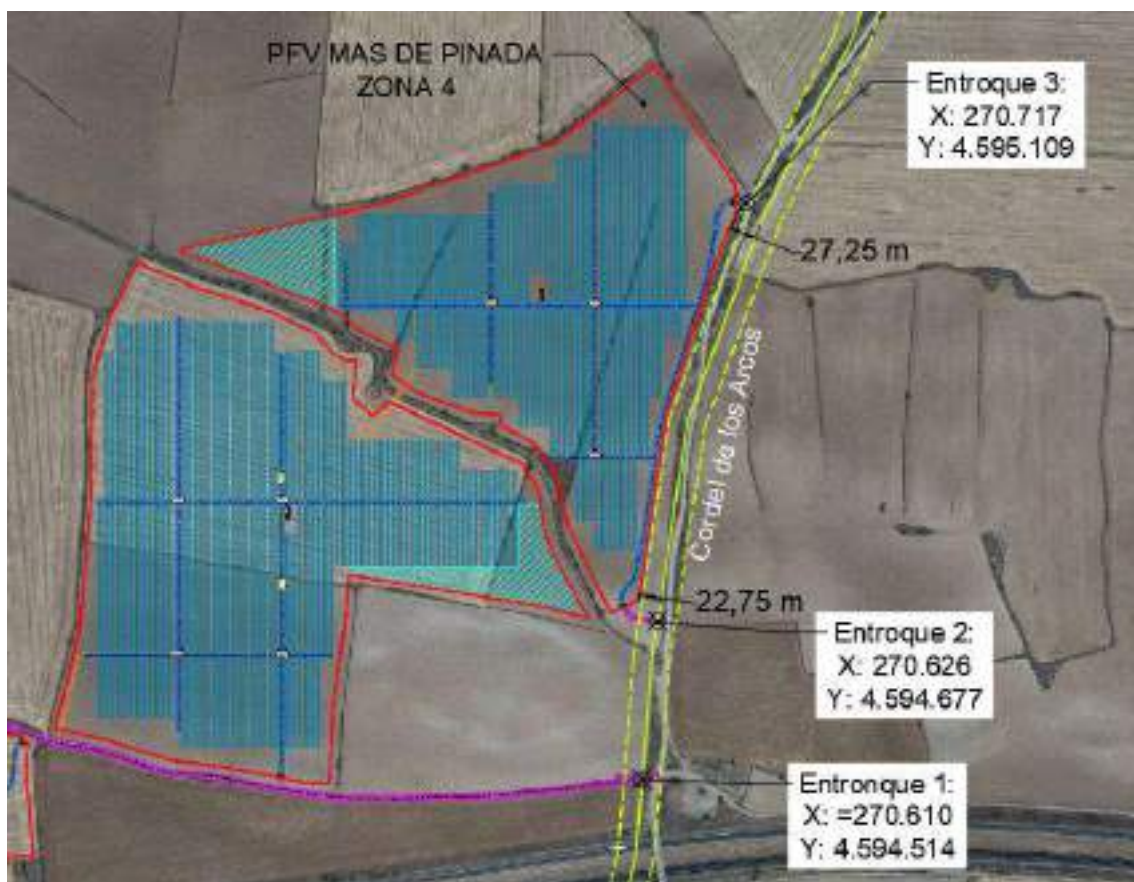 PFV MAS DE PINADA
ZONA 4
Entroque 3:
X: 270.717
Y: 4.595.109
27,25 m
1
Cordel de los Arcos
22,75 m
Entroque 2:
X: 270.626
Y: 4.594.677
Entronque 1:
X: =270.610
Y: 4.594.514